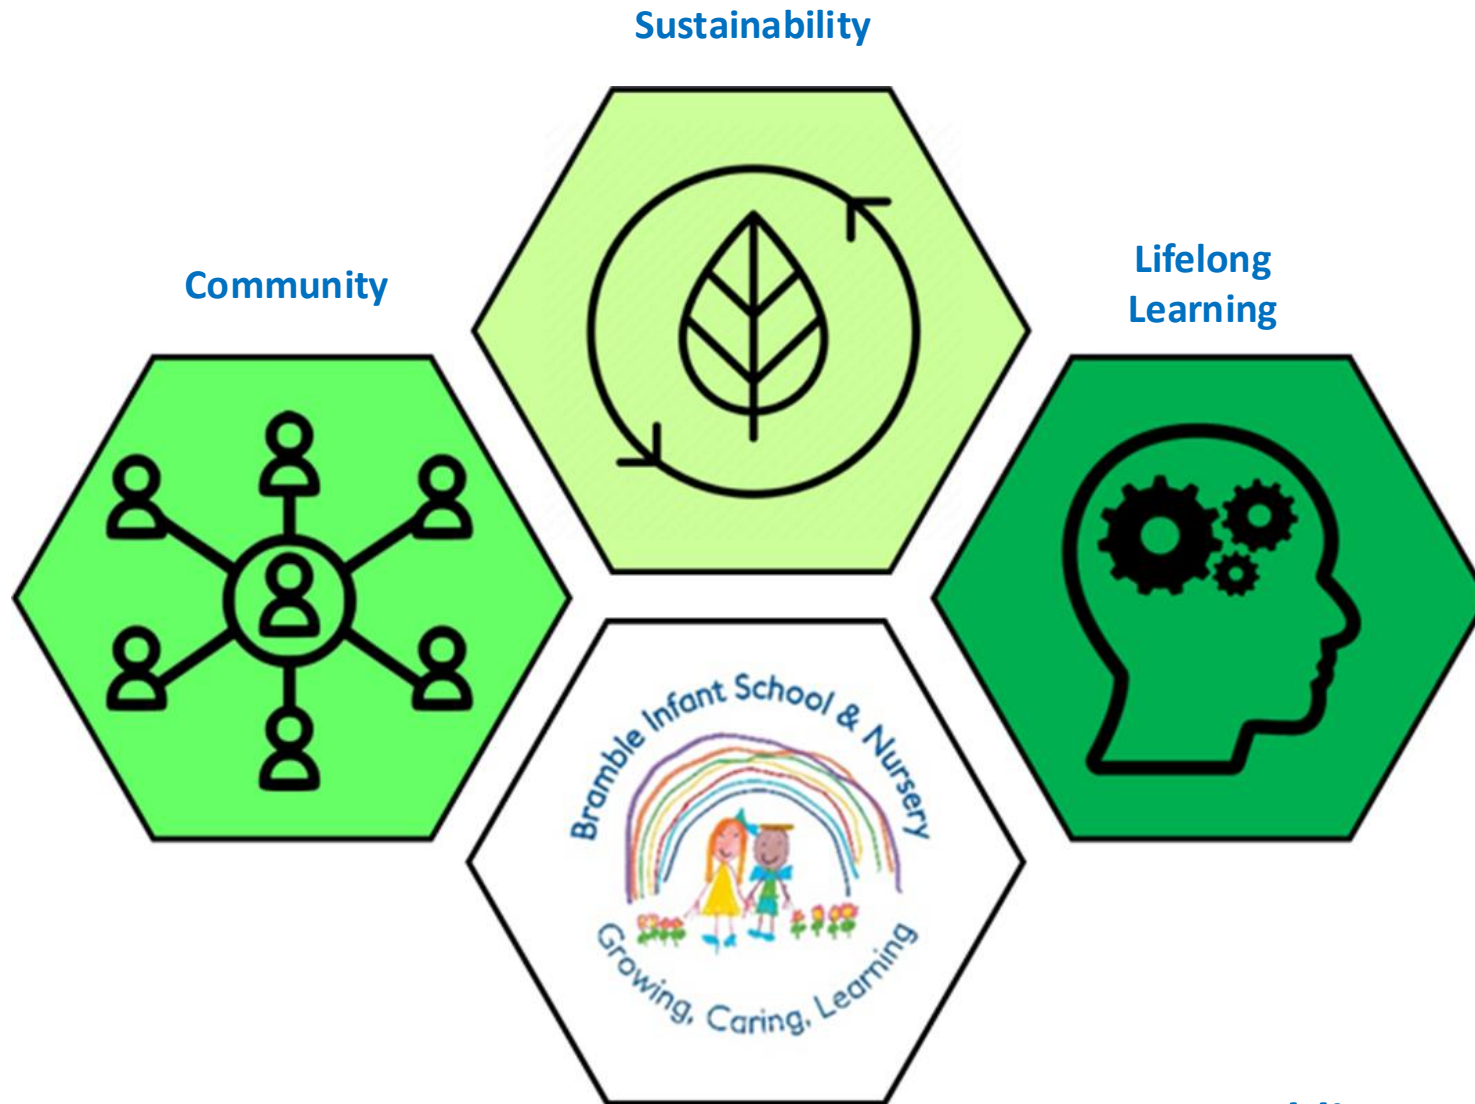 Sustainability
Community
Lifelong
Learning
Bramble Infant School & Nursery
Growing, Caring, Learning